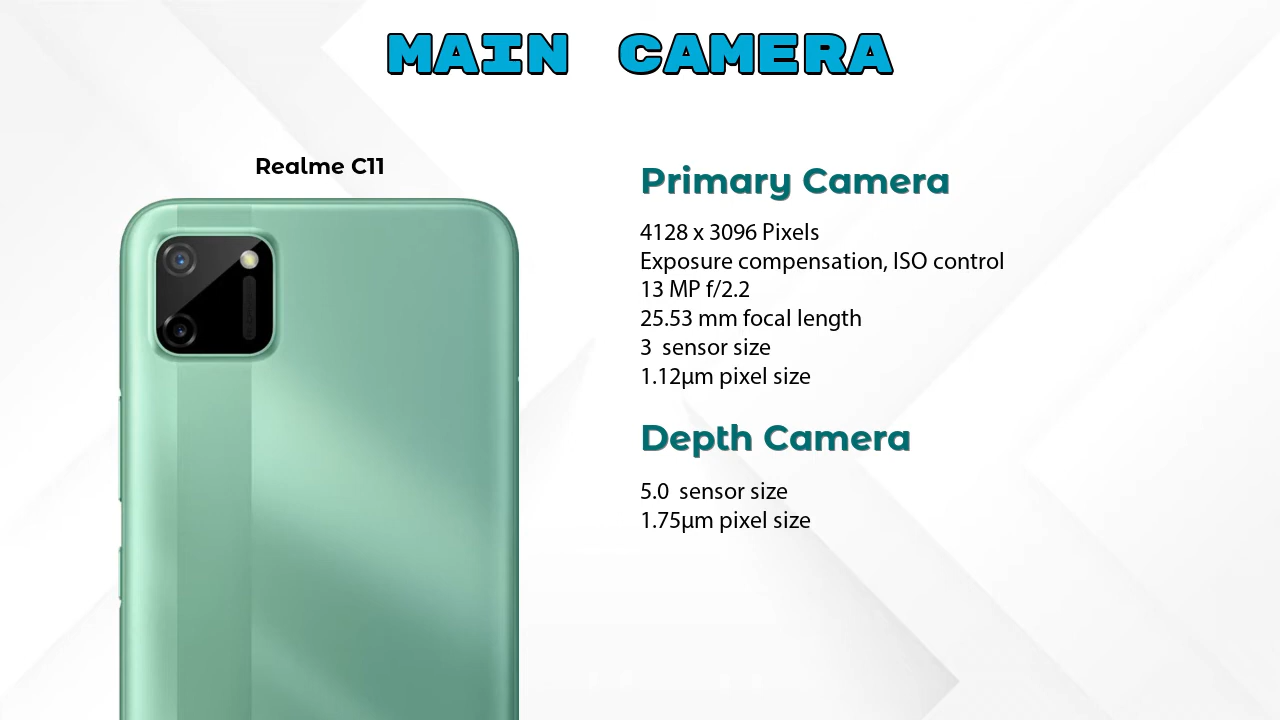 MAIN CAMERA
Realme C11
Primary Camera
4128 x 3096 Pixels
Exposure compensation, ISO control
13 MP f/2.2
25.53 mm focal length
3  sensor size
1.12µm pixel size
Depth Camera
5.0  sensor size
1.75µm pixel size